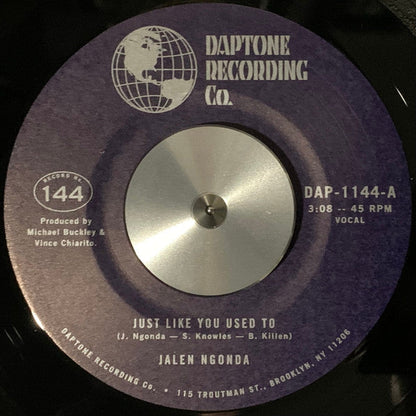 DAPTONE
RECORDING
Co.
RECORD No.
144
Produced by
Michael Buckley &
Vince Chiarito.
DAP-1144-A
3:08 -- 45 RPM
VOCAL
JUST LIKE YOU USED TO
(J. Ngonda — S. Knowles — B. Killen)
JALEN NGONDA
DAPTONE RECORDING Co. • 115 TROUTMAN ST., BROOKLYN, NY 11206